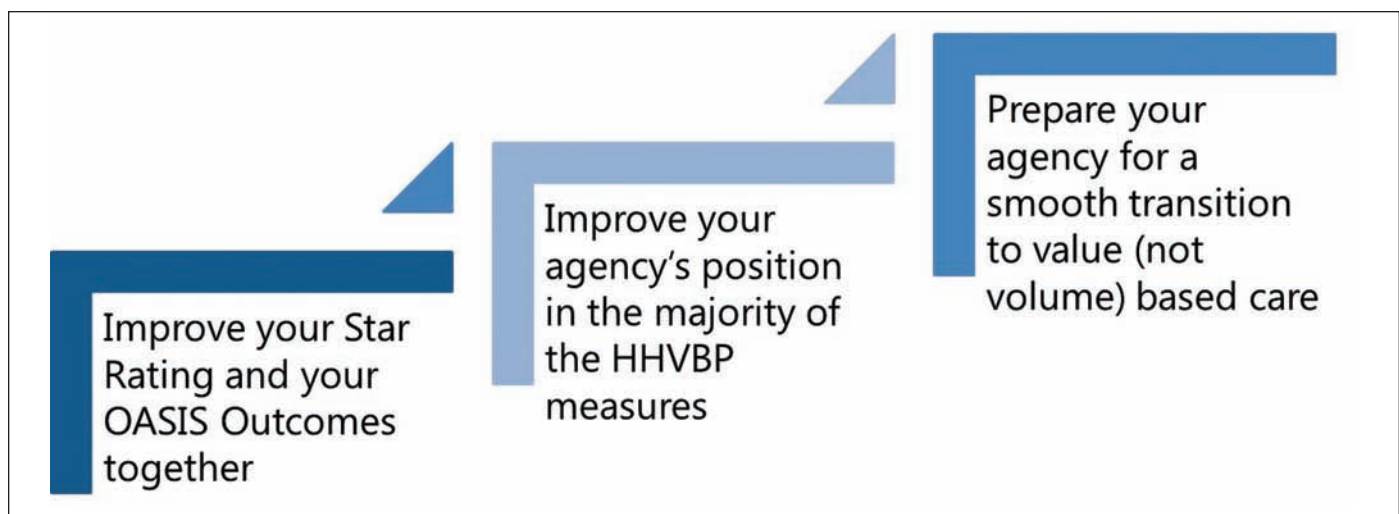 Improve your Star
Rating and your
OASIS Outcomes
together
Improve your
agency’s position
in the majority of
the HHVBP
measures
Prepare your
agency for a
smooth transition
to value (not
volume) based care